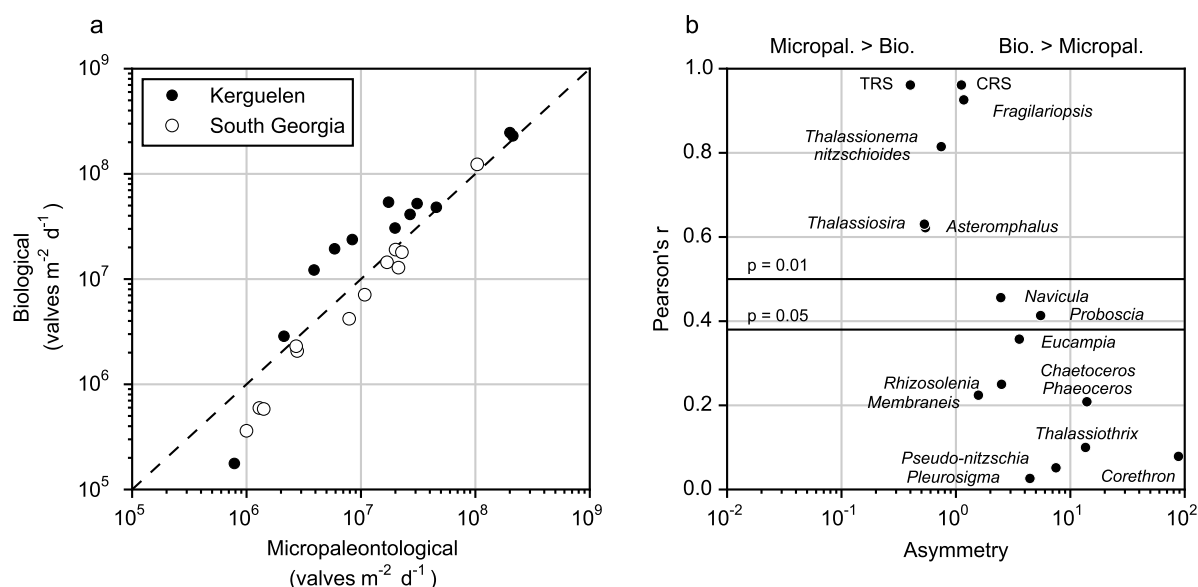 a
10^9
10^8
10^7
10^6
10^5
10^5
10^6
10^7
10^8
10^9
Kerguelen
South Georgia
Biological
(valves m^-2 d^-1)
Micropaleontological
(valves m^-2 d^-1)
b
Micropal. > Bio.
Bio. > Micropal.
1.0
0.8
0.6
0.4
0.2
0.0
Pearson's r
TRS
CRS
Fragilariopsis
Thalassionema
nitzschioides
Thalassiosira
Asteromphalus
p = 0.01
Navicula
p = 0.05
Proboscia
Eucampia
Chaetoceros
Phaeoceros
Rhizosolenia
Membraneis
Thalassiothrix
Pseudo-nitzschia
Pleurosigma
Corethron
10^-2
10^-1
10^0
10^1
10^2
Asymmetry